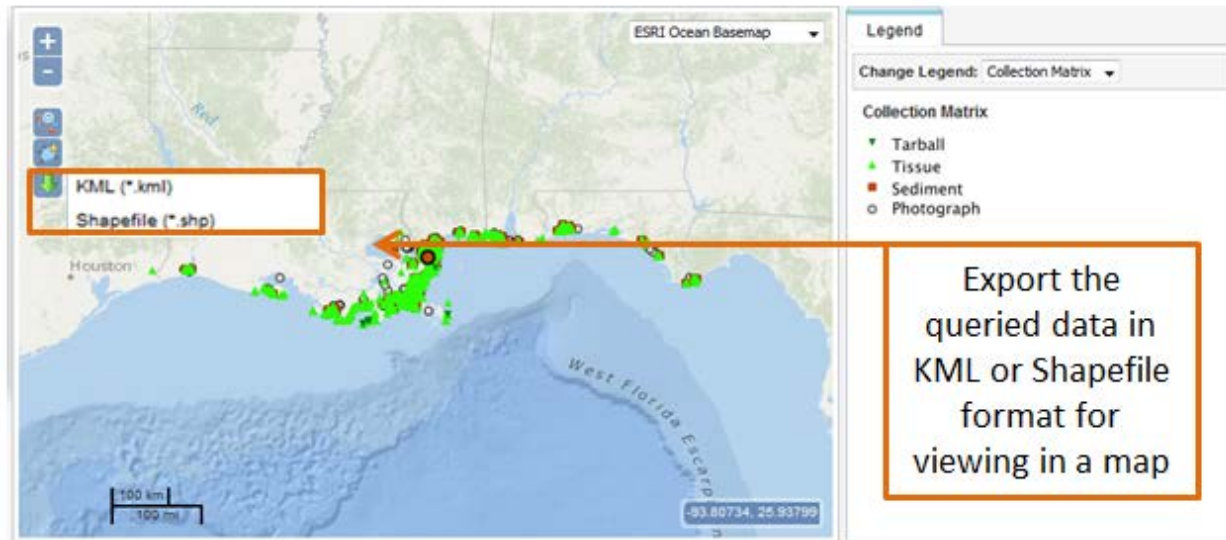 +
-
ESRI Ocean Basemap
Red
KML (*.kml)
Shapefile (*.shp)
Houston
West Florida Escarp
100 km
100 mi
-93.80734, 25.93799
Legend
Change Legend: Collection Matrix
Collection Matrix
Tarball
Tissue
Sediment
Photograph
Export the
queried data in
KML or Shapefile
format for
viewing in a map